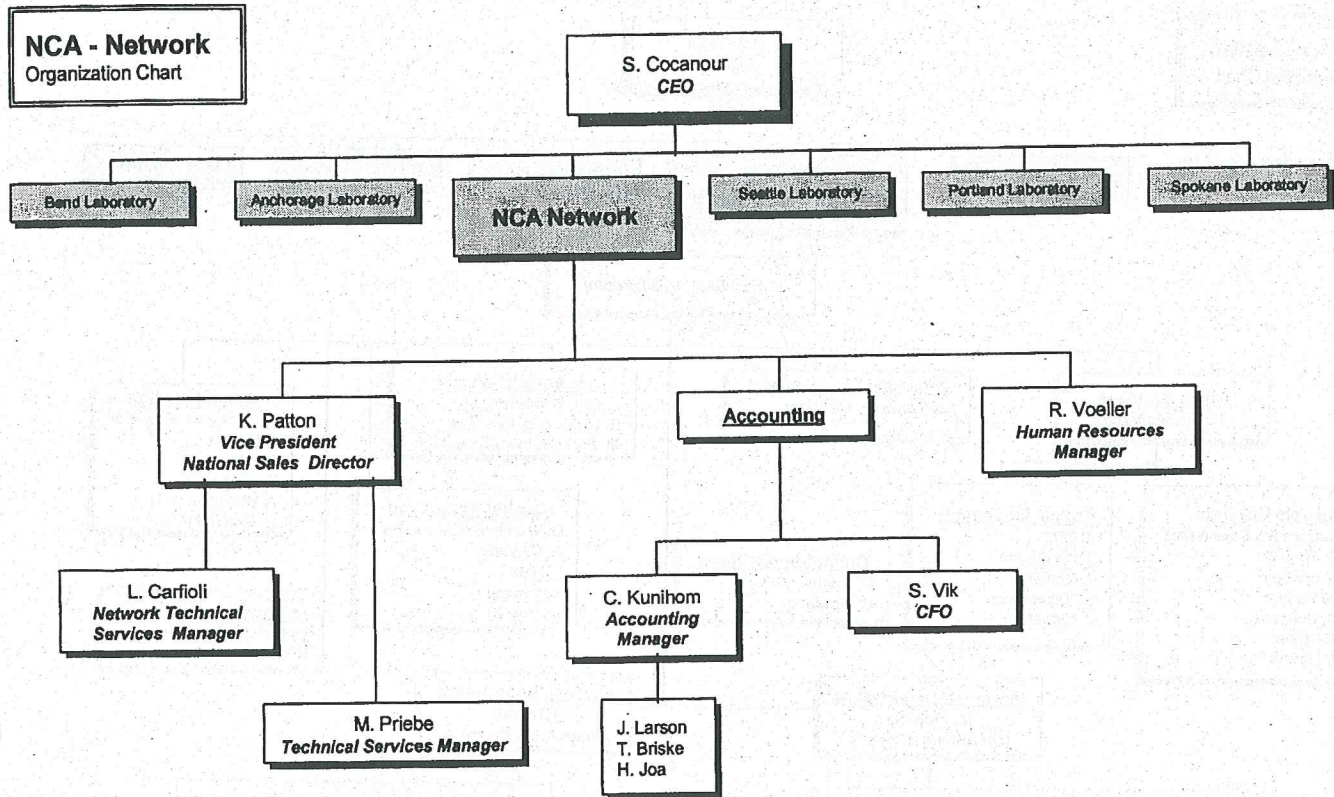 NCA - Network
Organization Chart
S. Cocanour
CEO
Bend Laboratory
Anchorage Laboratory
NCA Network
Seattle Laboratory
Portland Laboratory
Spokane Laboratory
K. Patton
Vice President
National Sales Director
Accounting
R. Voeller
Human Resources
Manager
L. Carfioli
Network Technical
Services Manager
C. Kunihom
Accounting
Manager
S. Vik
CFO
M. Priebe
Technical Services Manager
J. Larson
T. Briske
H. Joa